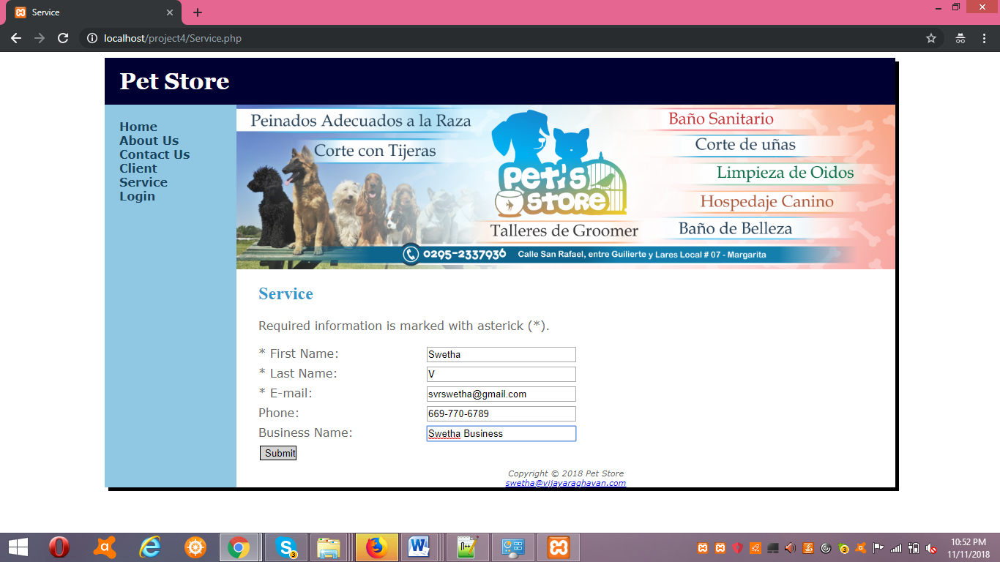 Service
localhost/project4/Service.php
Pet Store
Home
About Us
Contact Us
Client
Service
Login
Peinados Adecuados a la Raza
Corte con Tijeras
Pet's
Store
Talleres de Groomer
Baño Sanitario
Corte de uñas
Limpieza de Oidos
Hospedaje Canino
Baño de Belleza
0295-2337936 Calle San Rafael, entre Guilierte y Lares Local # 07 - Margarita
Service
Required information is marked with asterick (*).
* First Name: Swetha
* Last Name: V
* E-mail: svrswetha@gmail.com
Phone: 669-770-6789
Business Name: Swetha Business
Submit
Copyright © 2018 Pet Store
swetha@vijayaraghavan.com
10:52 PM
11/11/2018